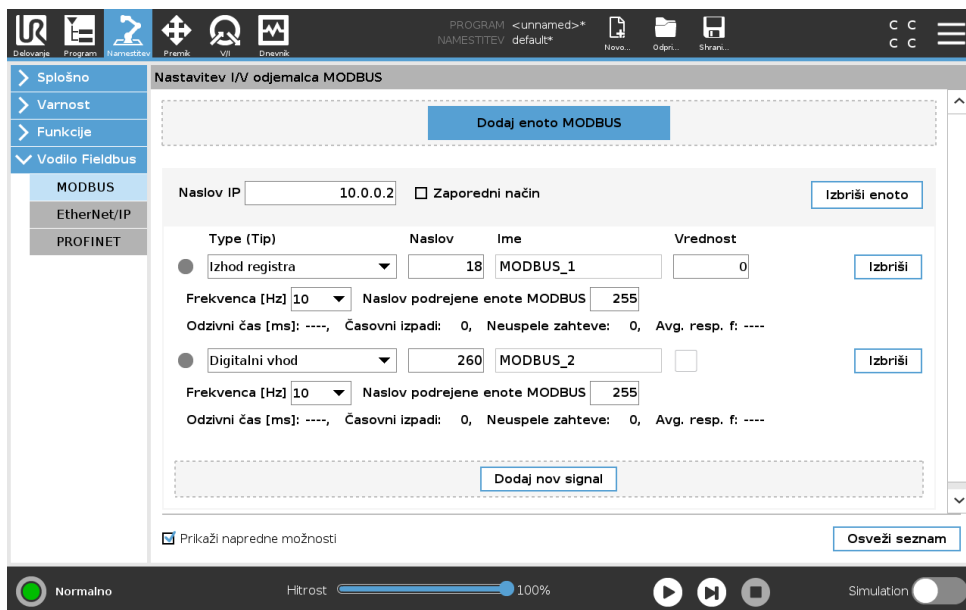 UR
PROGRAM <unnamed>*
NAMESTITEV default*
Delovanje Program Namestitev Premik V/I Dnevnik Novo... Odpri... Shrani...
C C
C C
Splošno
Varnost
Funkcije
Vodilo Fieldbus
MODBUS
EtherNet/IP
PROFINET
Nastavitev I/V odjemalca MODBUS
Dodaj enoto MODBUS
Naslov IP 10.0.0.2 Zaporedni način Izbriši enoto
Type (Tip) Naslov Ime Vrednost
Izhod registra 18 MODBUS_1 0 Izbriši
Frekvenca [Hz] 10 Naslov podrejene enote MODBUS 255
Odzivni čas [ms]: ----, Časovni izpadi: 0, Neuspele zahteve: 0, Avg. resp. f: ----
Digitalni vhod 260 MODBUS_2 Izbriši
Frekvenca [Hz] 10 Naslov podrejene enote MODBUS 255
Odzivni čas [ms]: ----, Časovni izpadi: 0, Neuspele zahteve: 0, Avg. resp. f: ----
Dodaj nov signal
Prikaži napredne možnosti Osveži seznam
Normalno Hitrost 100% Simulation